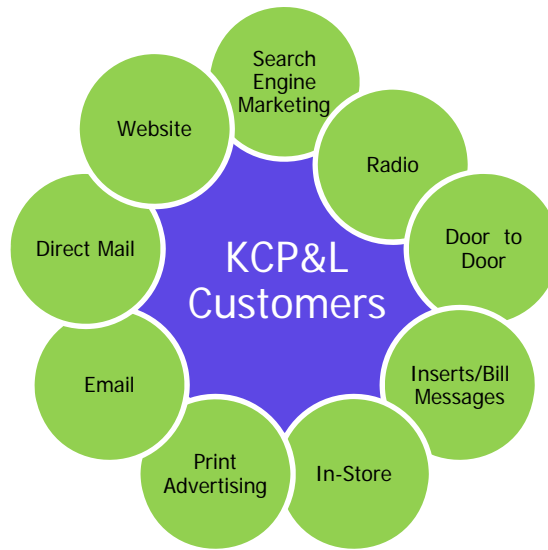 Search
Engine
Marketing
Radio
Door to
Door
Inserts/Bill
Messages
In-Store
Print
Advertising
Email
Direct Mail
Website
KCP&L
Customers